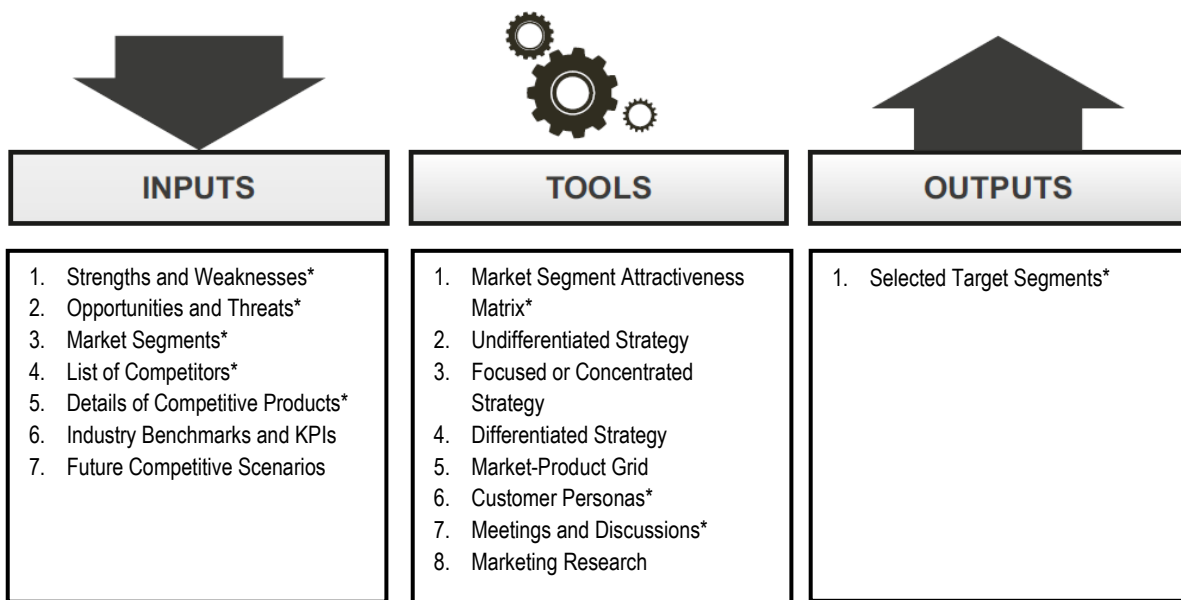 INPUTS
1. Strengths and Weaknesses*
2. Opportunities and Threats*
3. Market Segments*
4. List of Competitors*
5. Details of Competitive Products*
6. Industry Benchmarks and KPIs
7. Future Competitive Scenarios
TOOLS
1. Market Segment Attractiveness
Matrix*
2. Undifferentiated Strategy
3. Focused or Concentrated
Strategy
4. Differentiated Strategy
5. Market-Product Grid
6. Customer Personas*
7. Meetings and Discussions*
8. Marketing Research
OUTPUTS
1. Selected Target Segments*